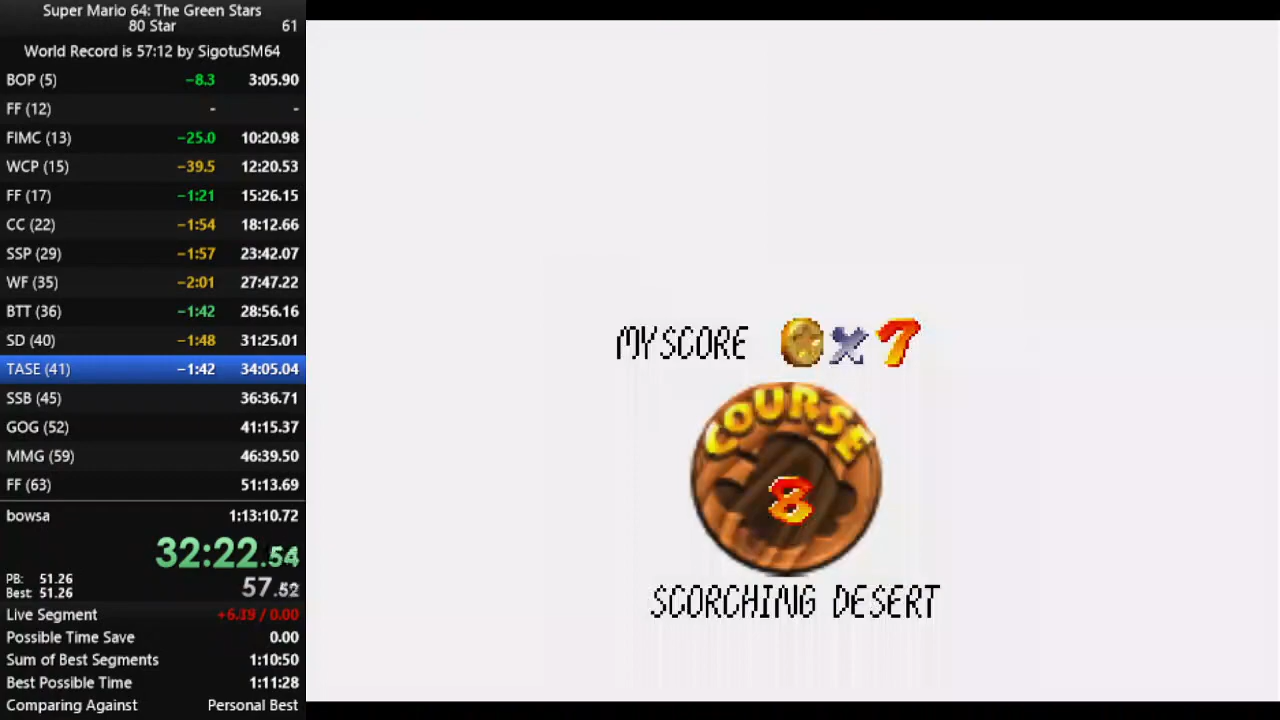 Super Mario 64: The Green Stars
80 Star 61
World Record is 57:12 by SigotuSM64
BOP (5) −8.3 3:05.90
FF (12) - -
FIMC (13) −25.0 10:20.98
WCP (15) −39.5 12:20.53
FF (17) −1:21 15:26.15
CC (22) −1:54 18:12.66
SSP (29) −1:57 23:42.07
WF (35) −2:01 27:47.22
BTT (36) −1:42 28:56.16
SD (40) −1:48 31:25.01
TASE (41) −1:42 34:05.04
SSB (45) 36:36.71
GOG (52) 41:15.37
MMG (59) 46:39.50
FF (63) 51:13.69
bowsa 1:13:10.72
32:22.54
PB: 51.26
Best: 51.26
57.52
Live Segment +6.19 / 0.00
Possible Time Save 0.00
Sum of Best Segments 1:10:50
Best Possible Time 1:11:28
Comparing Against Personal Best
MY SCORE × 7
COURSE
8
SCORCHING DESERT